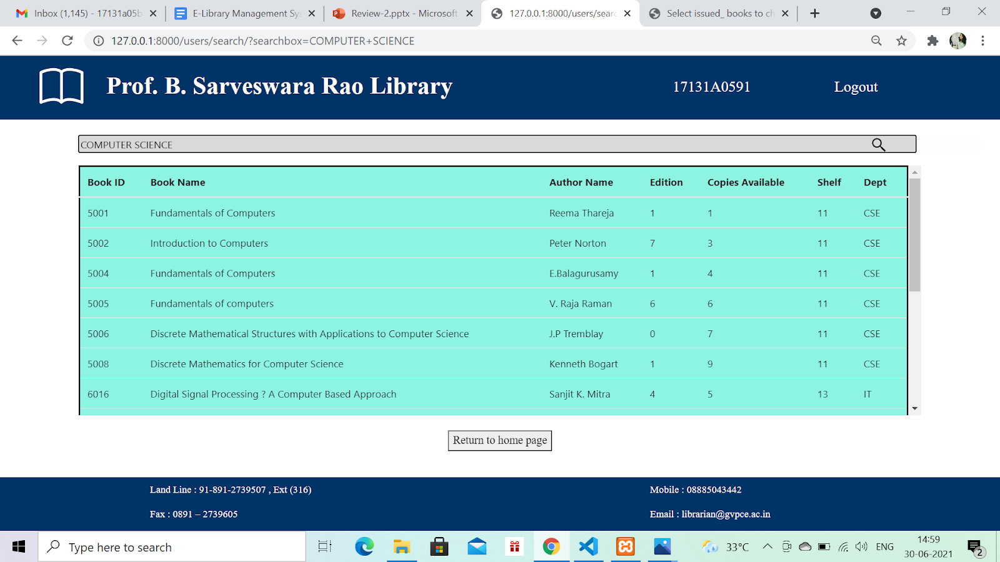 Inbox (1,145) - 17131a05b
E-Library Management Sy
Review-2.pptx - Microsoft
127.0.0.1:8000/users/searc
Select issued_ books to ch
127.0.0.1:8000/users/search/?searchbox=COMPUTER+SCIENCE
Prof. B. Sarveswara Rao Library
17131A0591
Logout
COMPUTER SCIENCE
Book ID Book Name Author Name Edition Copies Available Shelf Dept
5001 Fundamentals of Computers Reema Thareja 1 1 11 CSE
5002 Introduction to Computers Peter Norton 7 3 11 CSE
5004 Fundamentals of Computers E.Balagurusamy 1 4 11 CSE
5005 Fundamentals of computers V. Raja Raman 6 6 11 CSE
5006 Discrete Mathematical Structures with Applications to Computer Science J.P Tremblay 0 7 11 CSE
5008 Discrete Mathematics for Computer Science Kenneth Bogart 1 9 11 CSE
6016 Digital Signal Processing ? A Computer Based Approach Sanjit K. Mitra 4 5 13 IT
Return to home page
Land Line : 91-891-2739507 , Ext (316)
Mobile : 08885043442
Fax : 0891 – 2739605
Email : librarian@gvpce.ac.in
Type here to search
33°C
ENG
14:59
30-06-2021
2